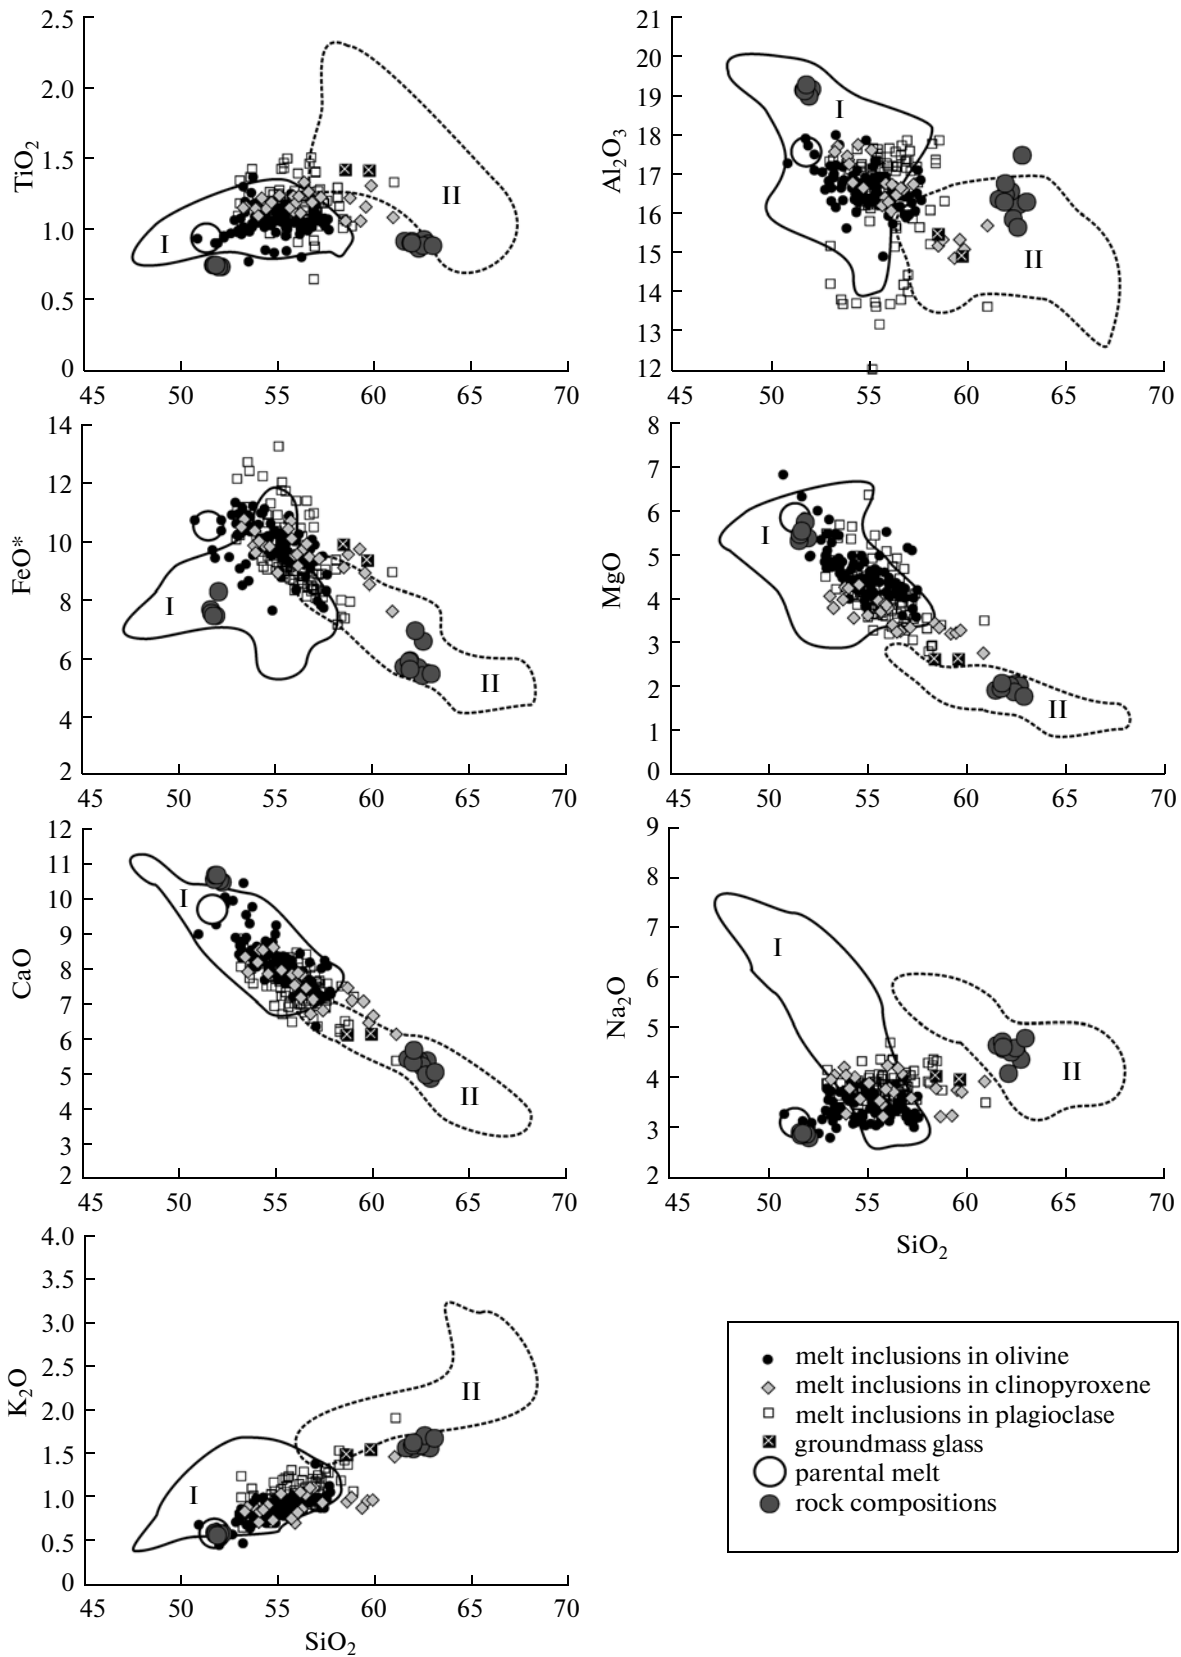 TiO2
2.5
2.0
1.5
1.0
0.5
0
I
II
45 50 55 60 65 70
Al2O3
21
20
19
18
17
16
15
14
13
12
I
II
45 50 55 60 65 70
FeO*
14
12
10
8
6
4
2
I
II
45 50 55 60 65 70
MgO
8
7
6
5
4
3
2
1
0
I
II
45 50 55 60 65 70
CaO
12
11
10
9
8
7
6
5
4
3
2
I
II
45 50 55 60 65 70
Na2O
9
8
7
6
5
4
3
2
I
II
45 50 55 60 65 70
SiO2
K2O
4.0
3.5
3.0
2.5
2.0
1.5
1.0
0.5
0
I
II
45 50 55 60 65 70
SiO2
melt inclusions in olivine
melt inclusions in clinopyroxene
melt inclusions in plagioclase
groundmass glass
parental melt
rock compositions